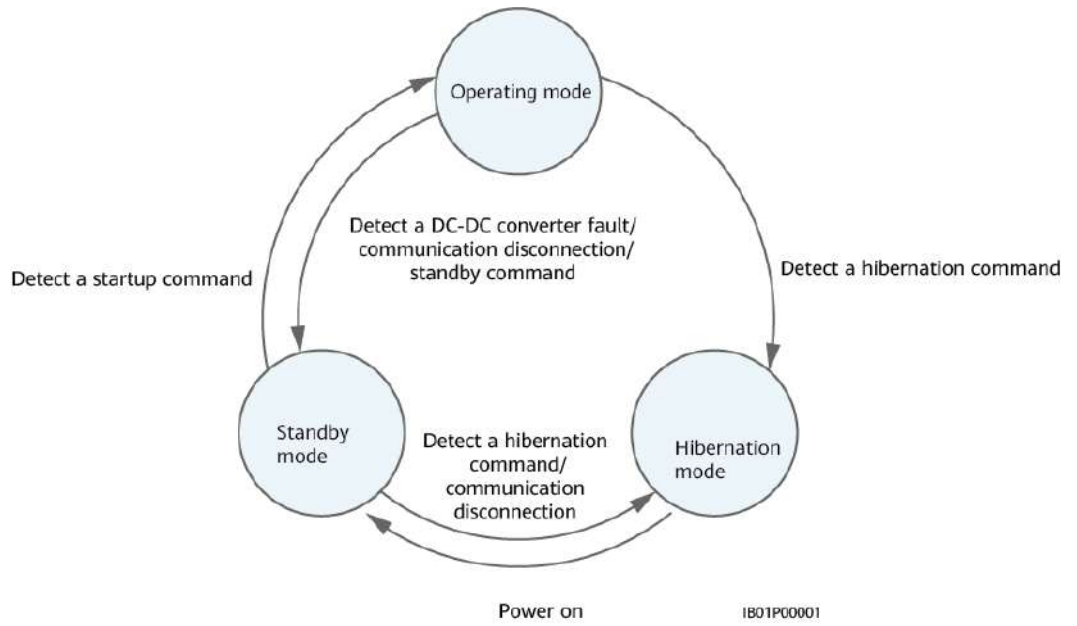 Operating mode
Detect a DC-DC converter fault/
communication disconnection/
standby command
Detect a startup command
Detect a hibernation command
Standby
mode
Detect a hibernation
command/
communication
disconnection
Hibernation
mode
Power on
IB01P00001